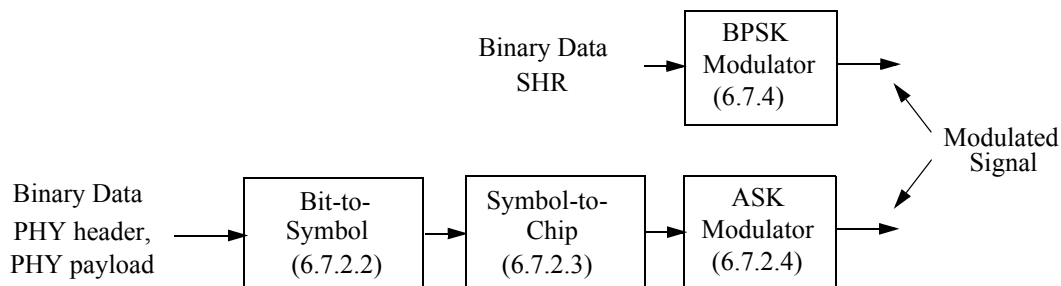 Binary Data
SHR
BPSK
Modulator
(6.7.4)
Modulated
Signal
Binary Data
PHY header,
PHY payload
Bit-to-
Symbol
(6.7.2.2)
Symbol-to-
Chip
(6.7.2.3)
ASK
Modulator
(6.7.2.4)